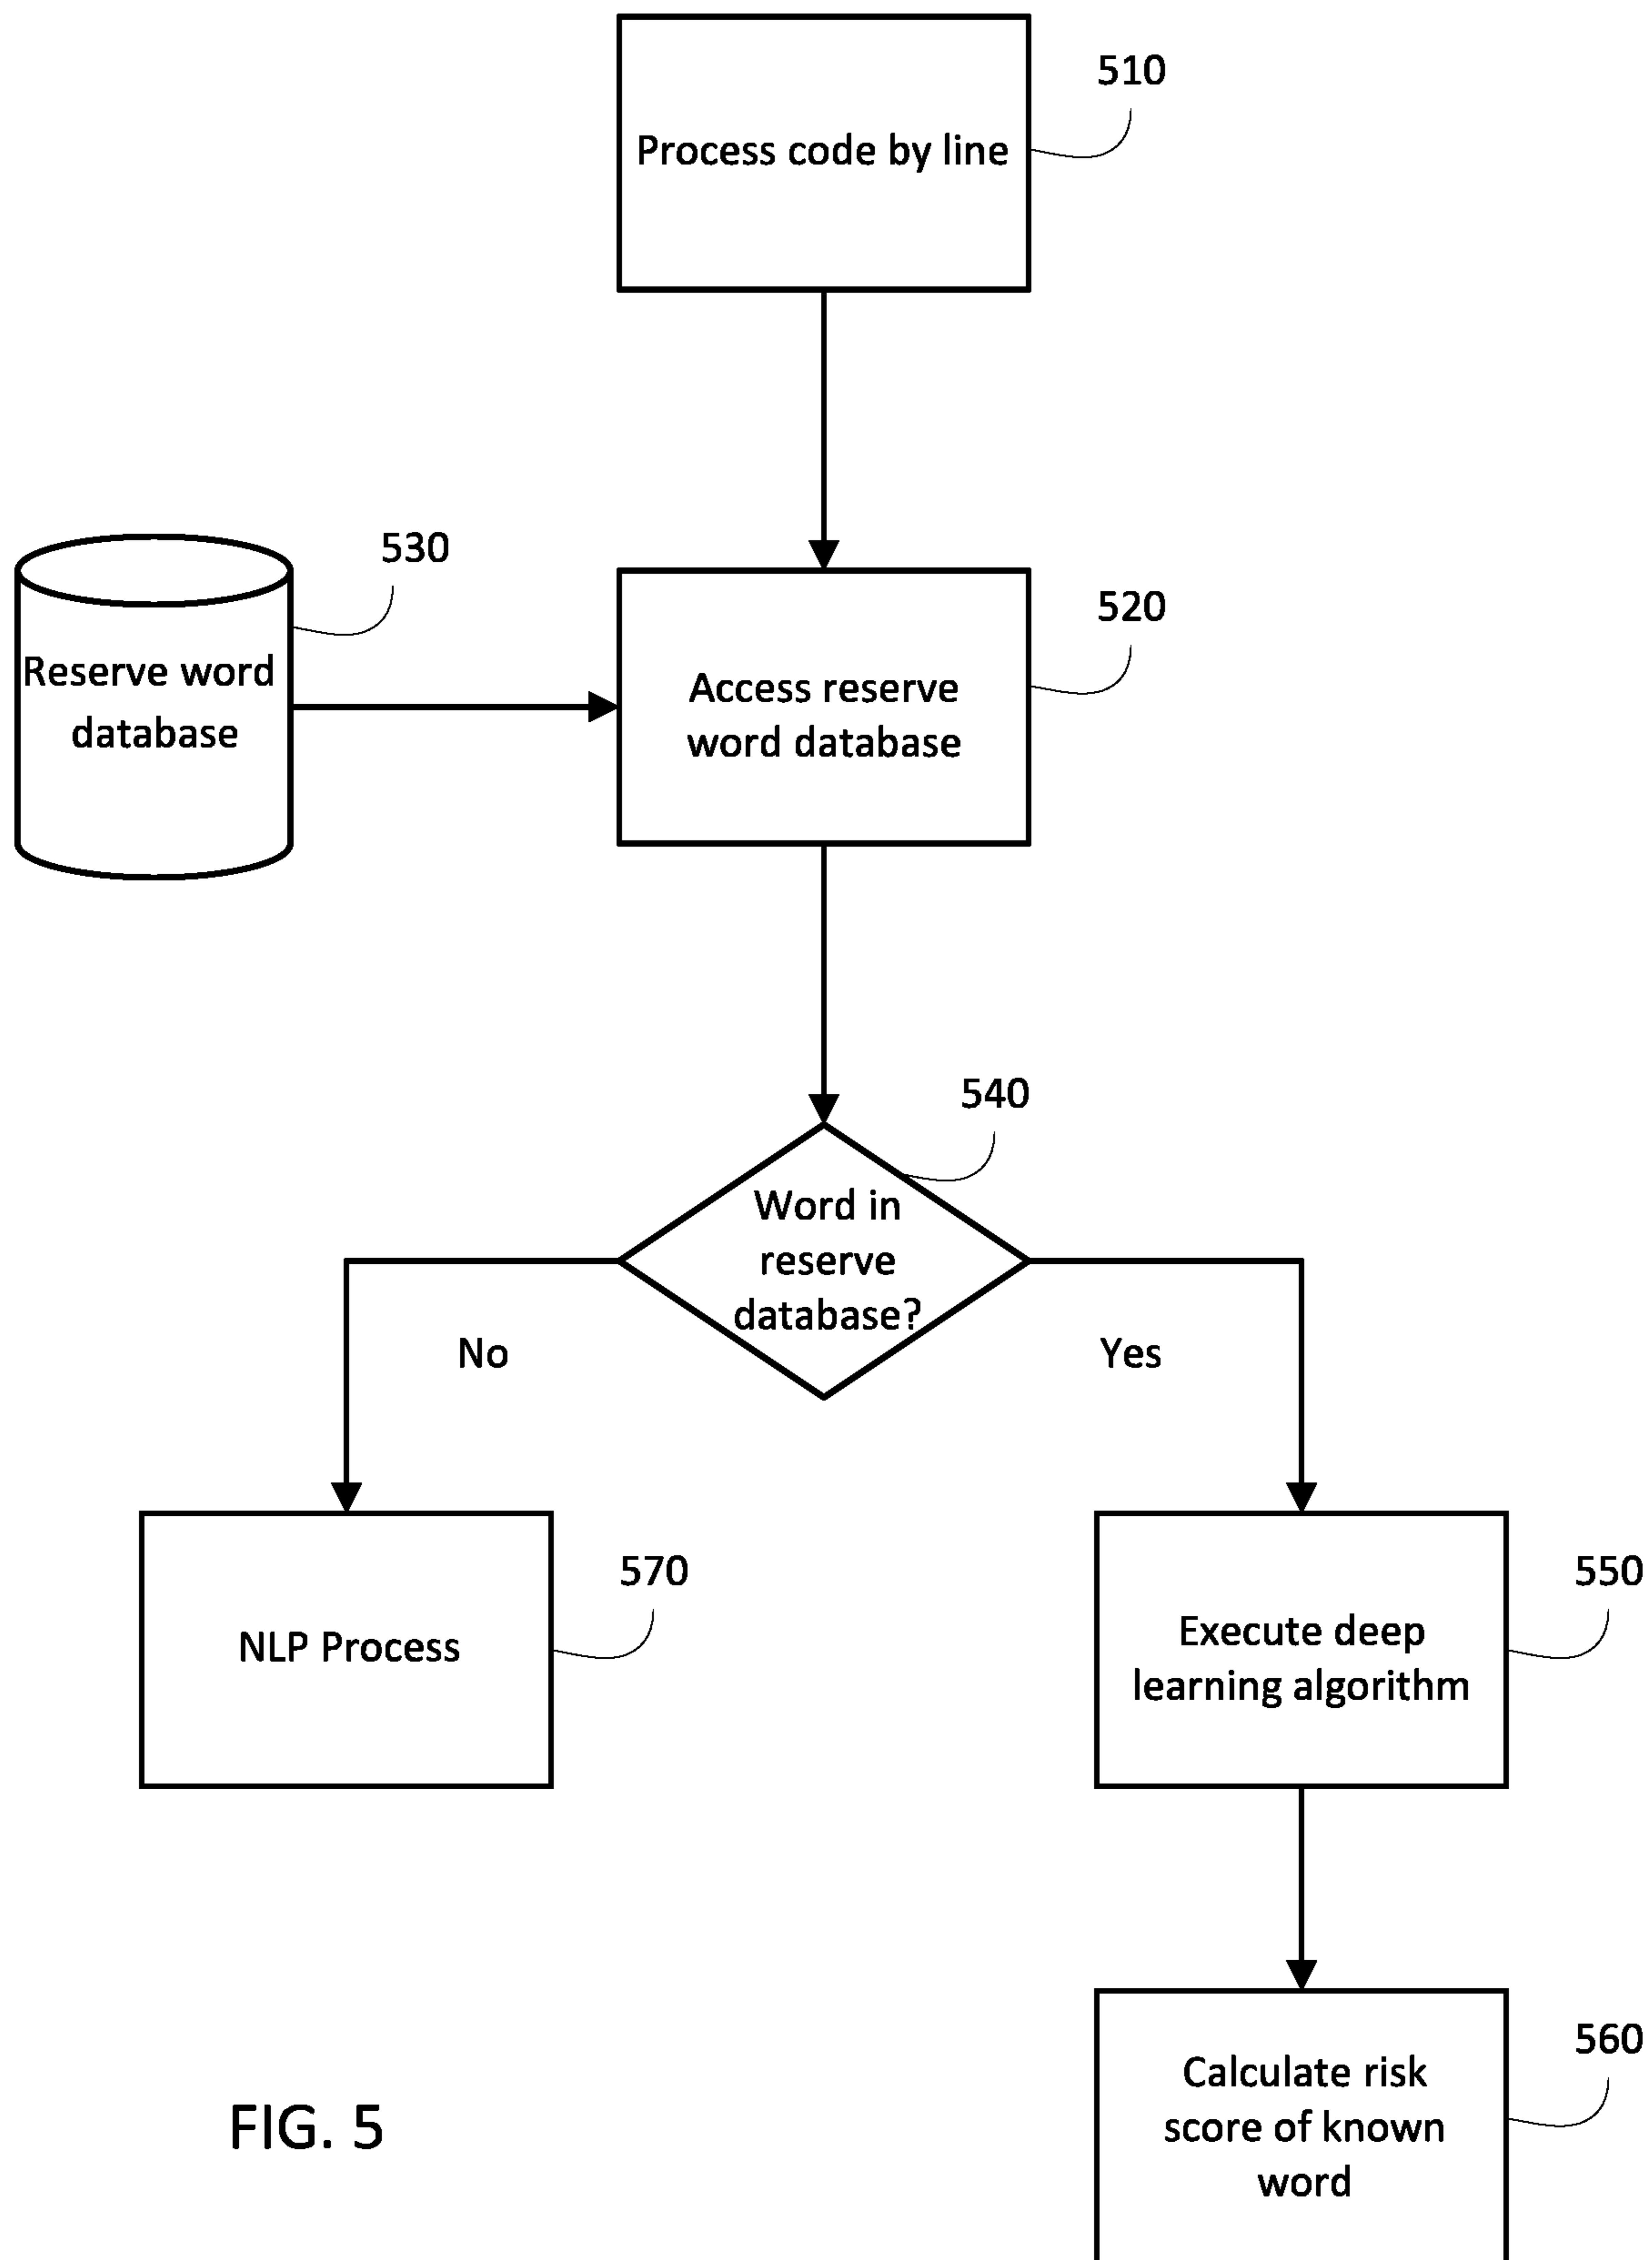 510
Process code by line
530
Reserve word
database
520
Access reserve
word database
540
Word in
reserve
database?
No
Yes
570
NLP Process
550
Execute deep
learning algorithm
560
Calculate risk
score of known
word
FIG. 5